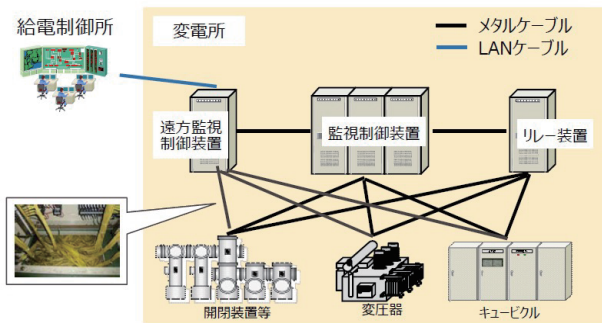 給電制御所
変電所
メタルケーブル
LANケーブル
遠方監視
制御装置
監視制御装置
リレー装置
開閉装置等
変圧器
キュービクル